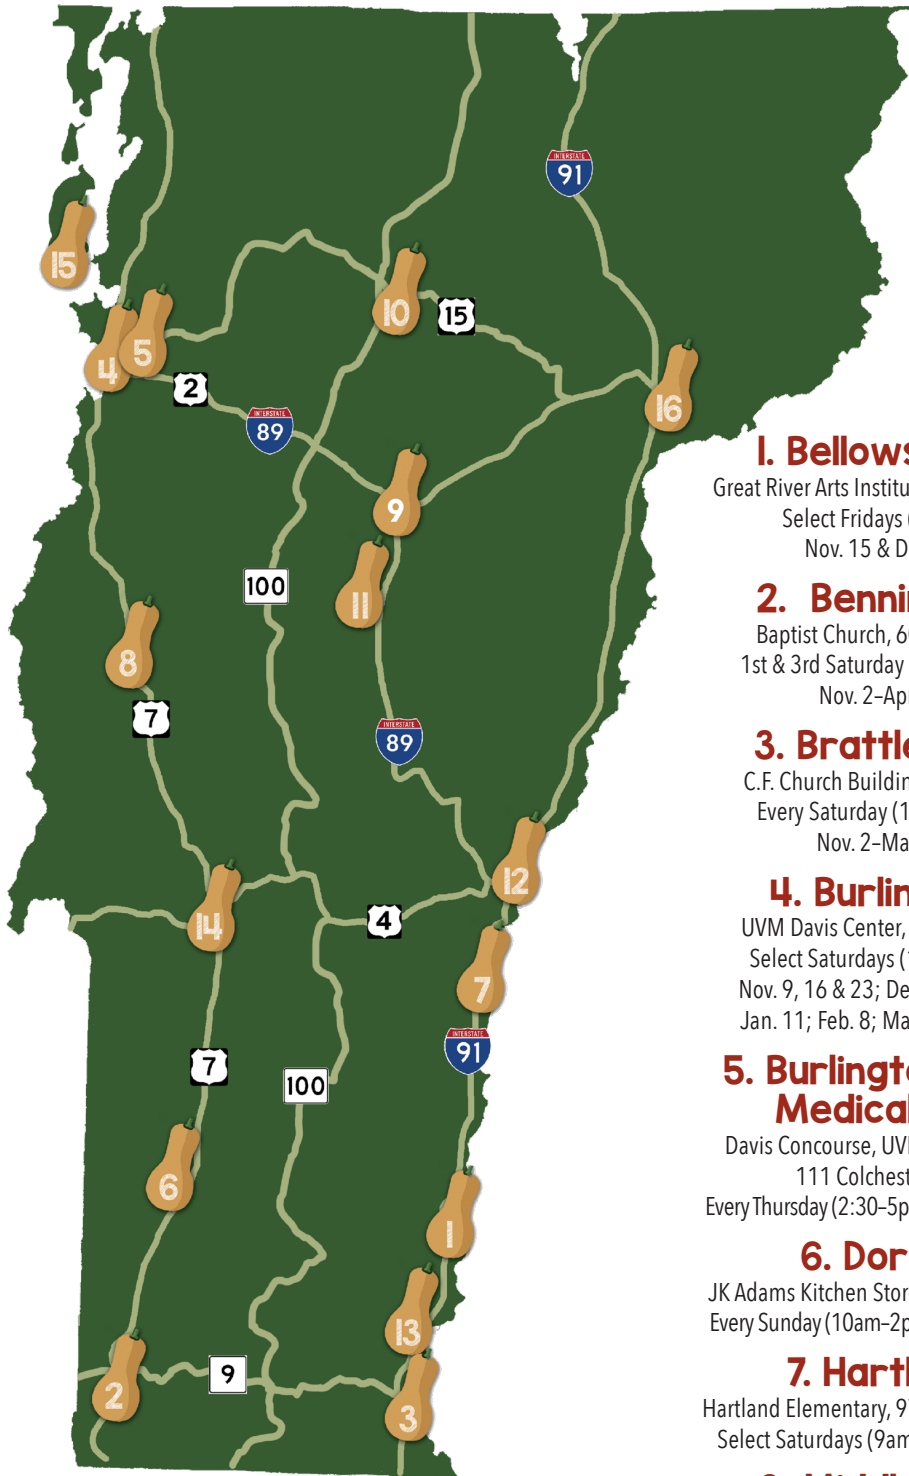 INTERSTATE
91
15
10
15
5
4
2
INTERSTATE
89
16
9
100
11
8
7
INTERSTATE
89
12
14
4
7
INTERSTATE
91
7
100
6
1
13
9
2
3
1. Bellows
Great River Arts Institu
Select Fridays (
Nov. 15 & D
2. Benni
Baptist Church, 6
1st & 3rd Saturday
Nov. 2–Ap
3. Brattle
C.F. Church Buildin
Every Saturday (1
Nov. 2–Ma
4. Burlin
UVM Davis Center,
Select Saturdays (1
Nov. 9, 16 & 23; De
Jan. 11; Feb. 8; Ma
5. Burlingt
Medical
Davis Concourse, UV
111 Colchest
Every Thursday (2:30–5p
6. Dor
JK Adams Kitchen Stor
Every Sunday (10am–2p
7. Hartl
Hartland Elementary, 9
Select Saturdays (9am